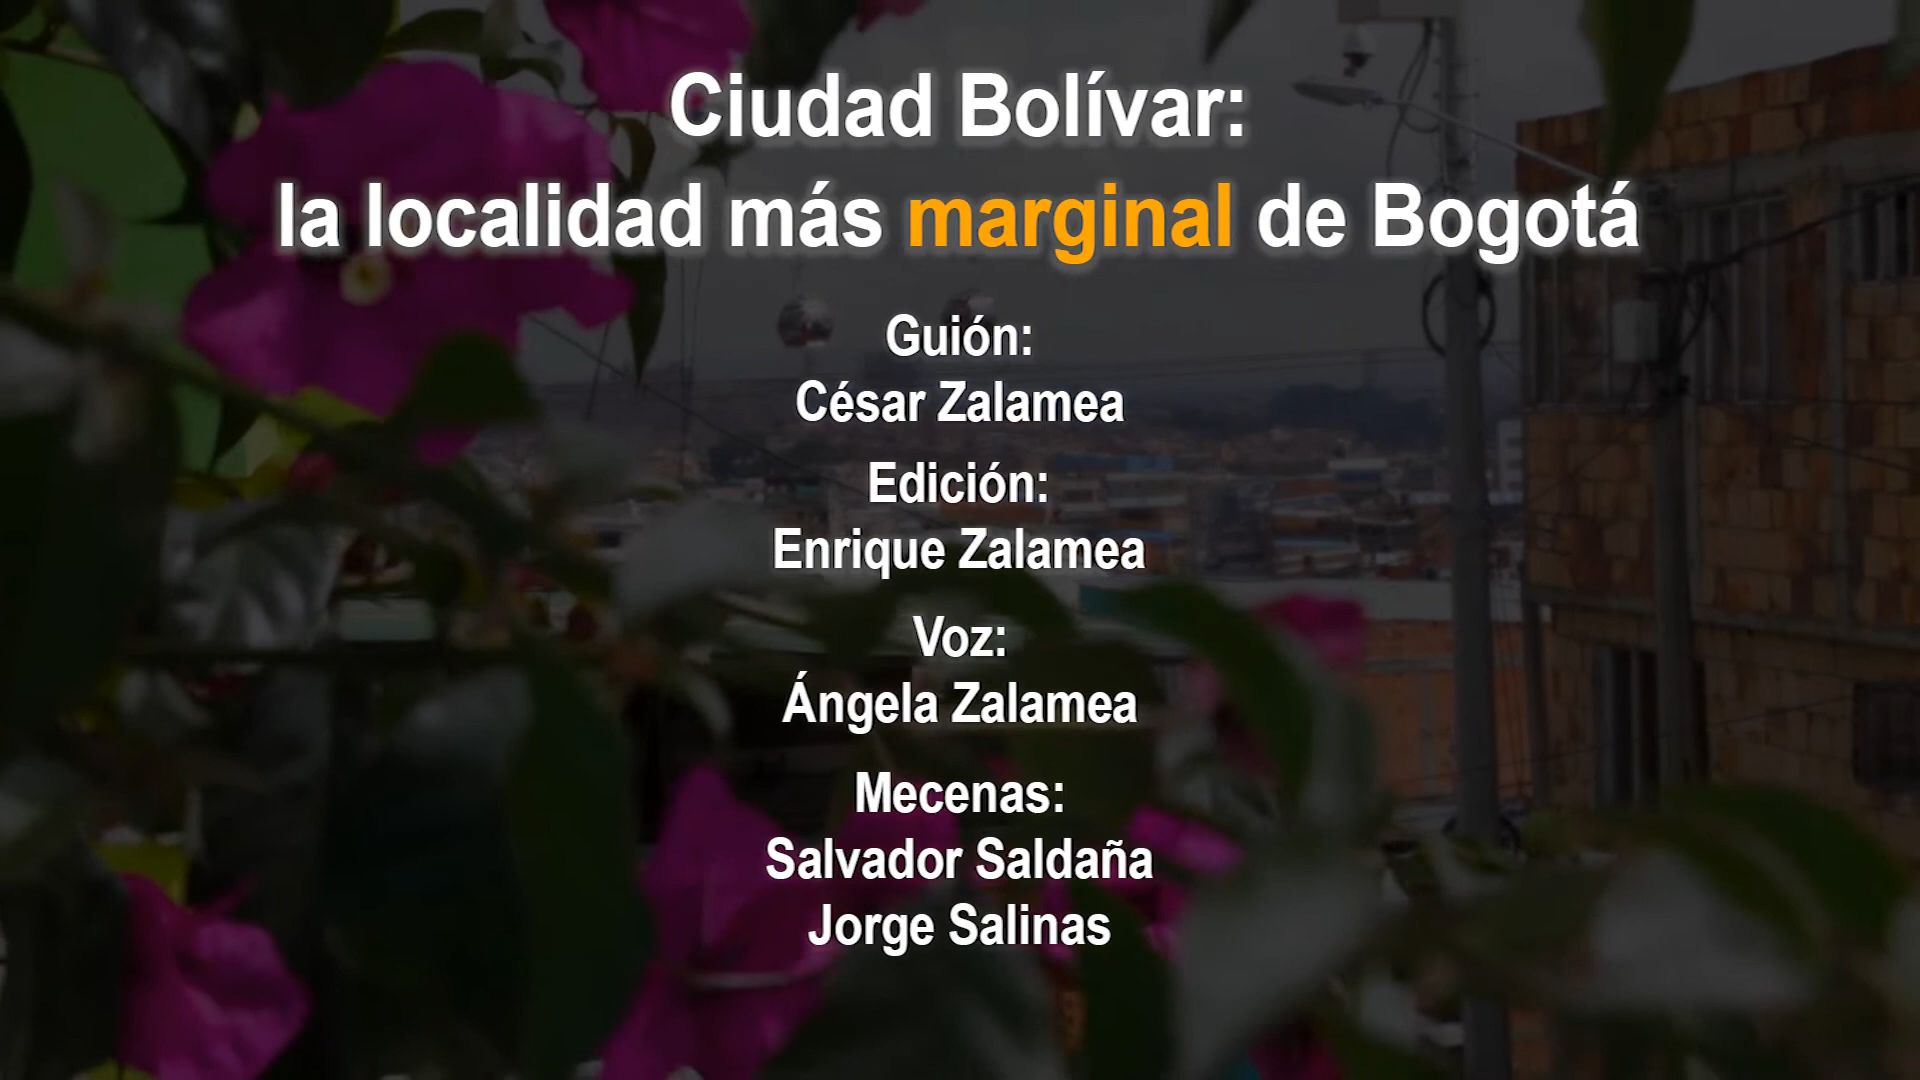 Ciudad Bolívar:
la localidad más marginal de Bogotá
Guión:
César Zalamea
Edición:
Enrique Zalamea
Voz:
Ángela Zalamea
Mecenas:
Salvador Saldaña
Jorge Salinas